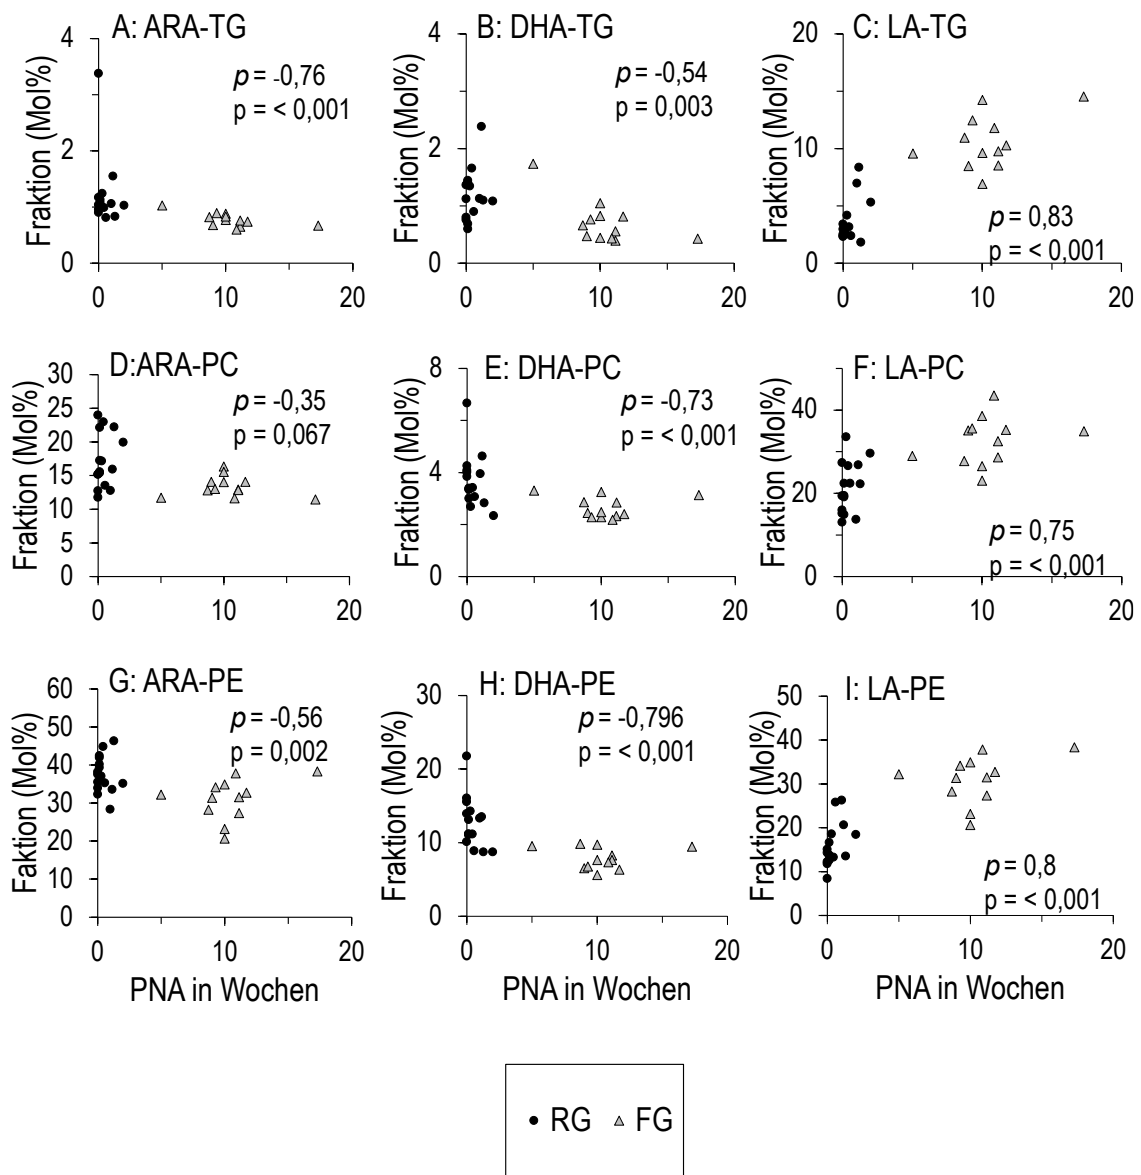 A: ARA-TG
Fraktion (Mol%)
4
2
0
p = -0,76
p = < 0,001
0
10
20
B: DHA-TG
Fraktion (Mol%)
4
2
0
p = -0,54
p = 0,003
0
10
20
C: LA-TG
Fraktion (Mol%)
20
10
0
p = 0,83
p = < 0,001
0
10
20
D:ARA-PC
Fraktion (Mol%)
30
25
20
15
10
5
0
p = -0,35
p = 0,067
0
10
20
E: DHA-PC
Fraktion (Mol%)
8
4
0
p = -0,73
p = < 0,001
0
10
20
F: LA-PC
Fraktion (Mol%)
40
20
0
p = 0,75
p = < 0,001
0
10
20
G: ARA-PE
Faktion (Mol%)
60
50
40
30
20
10
0
p = -0,56
p = 0,002
0
10
20
PNA in Wochen
H: DHA-PE
Fraktion (Mol%)
30
20
10
0
p = -0,796
p = < 0,001
0
10
20
PNA in Wochen
I: LA-PE
Fraktion (Mol%)
50
40
30
20
10
0
p = 0,8
p = < 0,001
0
10
20
PNA in Wochen
RG FG